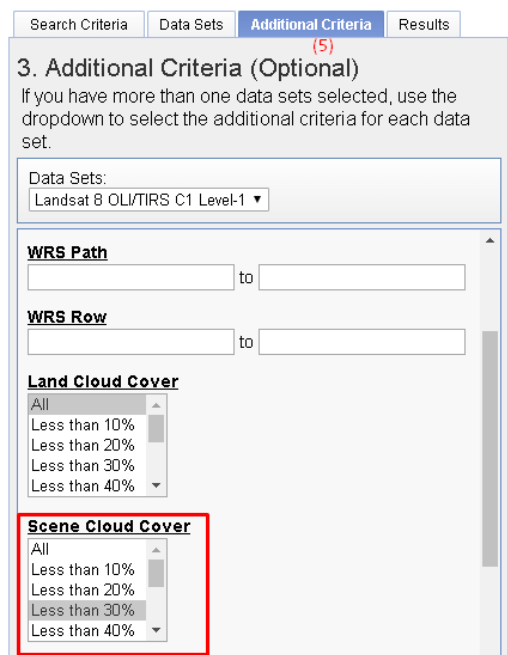 Search Criteria Data Sets Additional Criteria Results
(5)
3. Additional Criteria (Optional)
If you have more than one data sets selected, use the
dropdown to select the additional criteria for each data
set.
Data Sets:
Landsat 8 OLI/TIRS C1 Level-1
WRS Path
to
WRS Row
to
Land Cloud Cover
All
Less than 10%
Less than 20%
Less than 30%
Less than 40%
Scene Cloud Cover
All
Less than 10%
Less than 20%
Less than 30%
Less than 40%